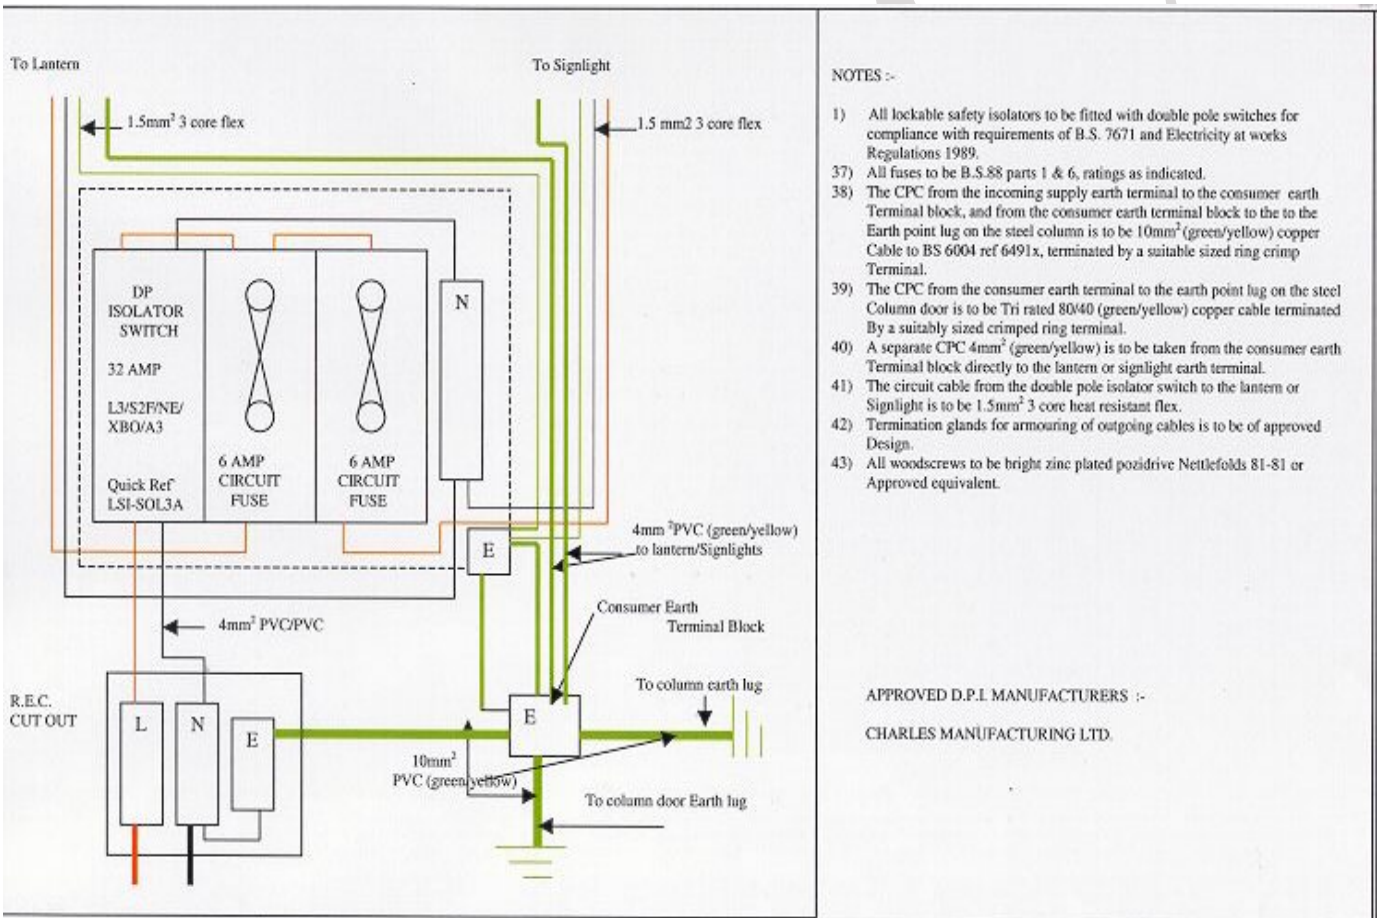 To Lantern
To Signlight
1.5mm² 3 core flex
1.5 mm2 3 core flex
DP
ISOLATOR
SWITCH
32 AMP
L3/S2F/NE/
XBO/A3
Quick Ref
LSI-SOL3A
6 AMP
CIRCUIT
FUSE
6 AMP
CIRCUIT
FUSE
N
E
4mm ²PVC (green/yellow)
to lantern/Signlights
Consumer Earth
Terminal Block
4mm² PVC/PVC
R.E.C.
CUT OUT
L
N
E
E
To column earth lug
10mm²
PVC (green/yellow)
To column door Earth lug
NOTES :-
1) All lockable safety isolators to be fitted with double pole switches for
compliance with requirements of B.S. 7671 and Electricity at works
Regulations 1989.
37) All fuses to be B.S.88 parts 1 & 6, ratings as indicated.
38) The CPC from the incoming supply earth terminal to the consumer earth
Terminal block, and from the consumer earth terminal block to the to the
Earth point lug on the steel column is to be 10mm² (green/yellow) copper
Cable to BS 6004 ref 6491x, terminated by a suitable sized ring crimp
Terminal.
39) The CPC from the consumer earth terminal to the earth point lug on the steel
Column door is to be Tri rated 80/40 (green/yellow) copper cable terminated
By a suitably sized crimped ring terminal.
40) A separate CPC 4mm² (green/yellow) is to be taken from the consumer earth
Terminal block directly to the lantern or signlight earth terminal.
41) The circuit cable from the double pole isolator switch to the lantern or
Signlight is to be 1.5mm² 3 core heat resistant flex.
42) Termination glands for armouring of outgoing cables is to be of approved
Design.
43) All woodscrews to be bright zinc plated pozidrive Nettlefolds 81-81 or
Approved equivalent.
APPROVED D.P.I. MANUFACTURERS :-
CHARLES MANUFACTURING LTD.